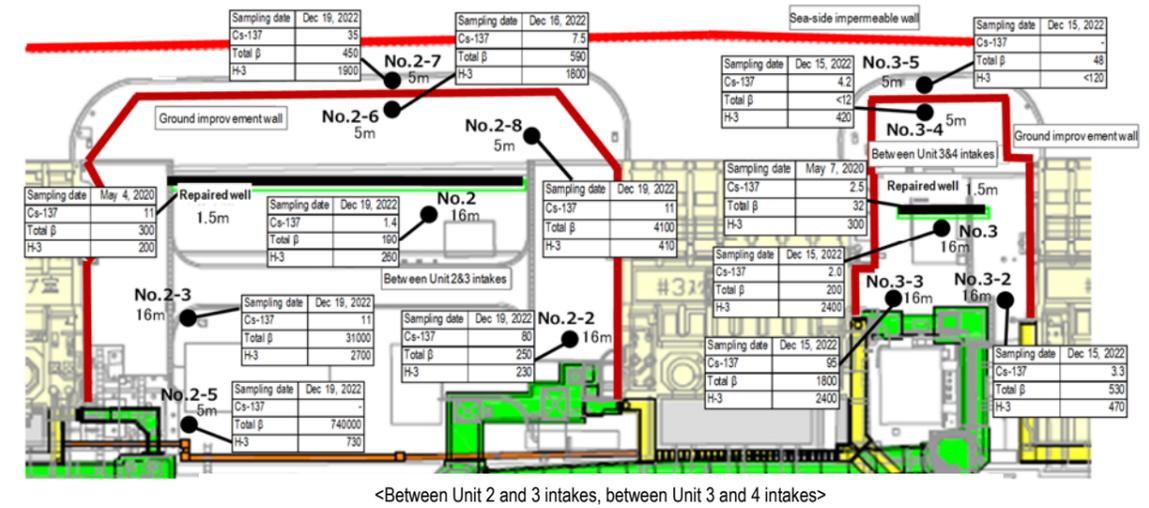 Sampling date Dec 19, 2022
Cs-137 35
Total β 450
H-3 1900
Sampling date Dec 16, 2022
Cs-137 7.5
Total β 590
H-3 1800
Sea-side impermeable wall
Sampling date Dec 15, 2022
Cs-137 -
Total β 48
H-3 <120
No.2-7
5m
No.2-6
5m
No.2-8
5m
Ground improvement wall
Sampling date Dec 15, 2022
Cs-137 4.2
Total β <12
H-3 420
No.3-5
5m
No.3-4
5m
Ground improvement wall
Between Unit 3&4 intakes
Sampling date May 4, 2020
Cs-137 11
Total β 300
H-3 200
Repaired well
1.5m
Sampling date Dec 19, 2022
Cs-137 1.4
Total β 190
H-3 260
No.2
16m
Sampling date Dec 19, 2022
Cs-137 11
Total β 4100
H-3 410
Sampling date May 7, 2020
Cs-137 2.5
Total β 32
H-3 300
Repaired well 1.5m
No.3
16m
Between Unit 2&3 intakes
Sampling date Dec 15, 2022
Cs-137 2.0
Total β 200
H-3 2400
No.2-3
16m
Sampling date Dec 19, 2022
Cs-137 11
Total β 31000
H-3 2700
Sampling date Dec 19, 2022
Cs-137 80
Total β 250
H-3 230
No.2-2
16m
No.3-3
16m
No.3-2
16m
Sampling date Dec 15, 2022
Cs-137 95
Total β 1800
H-3 2400
Sampling date Dec 15, 2022
Cs-137 3.3
Total β 530
H-3 470
No.2-5
5m
Sampling date Dec 19, 2022
Cs-137 -
Total β 740000
H-3 730
<Between Unit 2 and 3 intakes, between Unit 3 and 4 intakes>